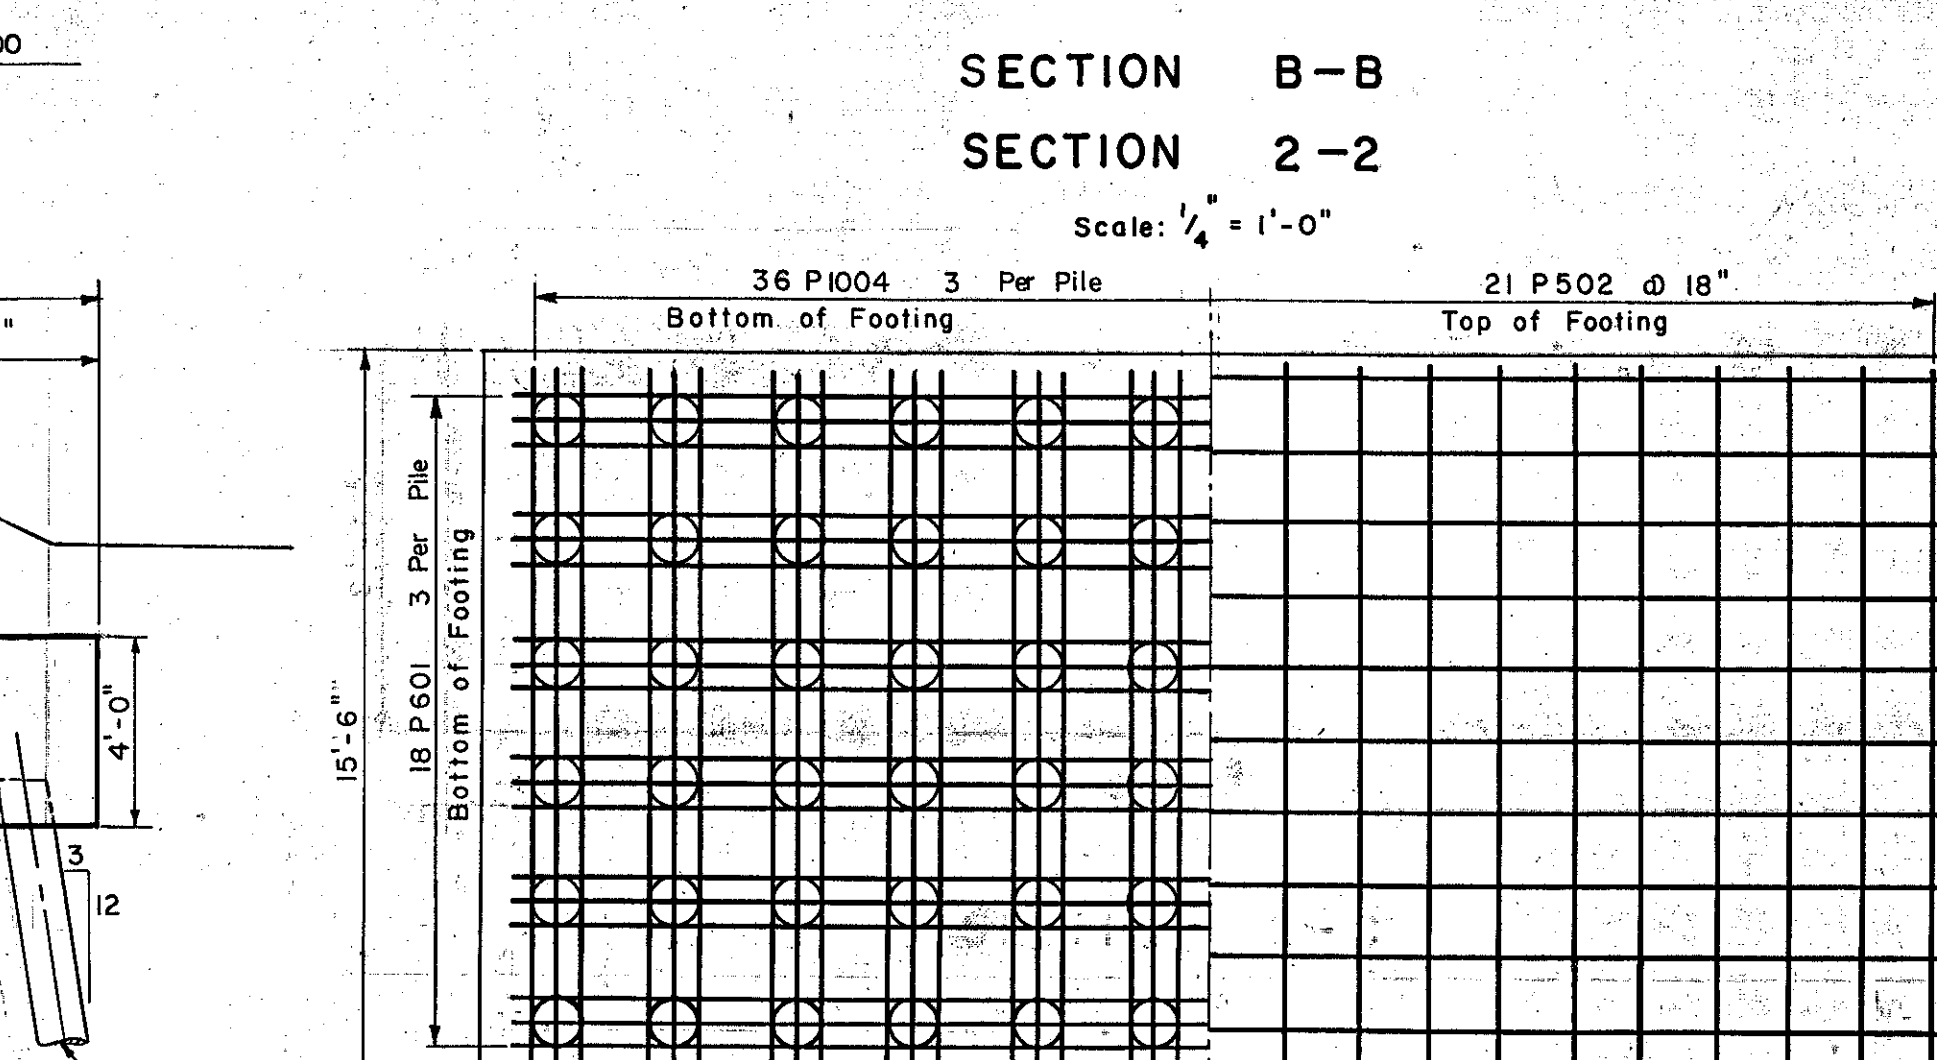 SECTION B-B
SECTION 2-2
Scale: 1/4" = 1'-0"
36 P1004 3 Per Pile
Bottom of Footing
21 P502 @ 18"
Top of Footing
"
15'-6"
18 P601 3 Per Pile
Bottom of Footing
4'-0"
3
12